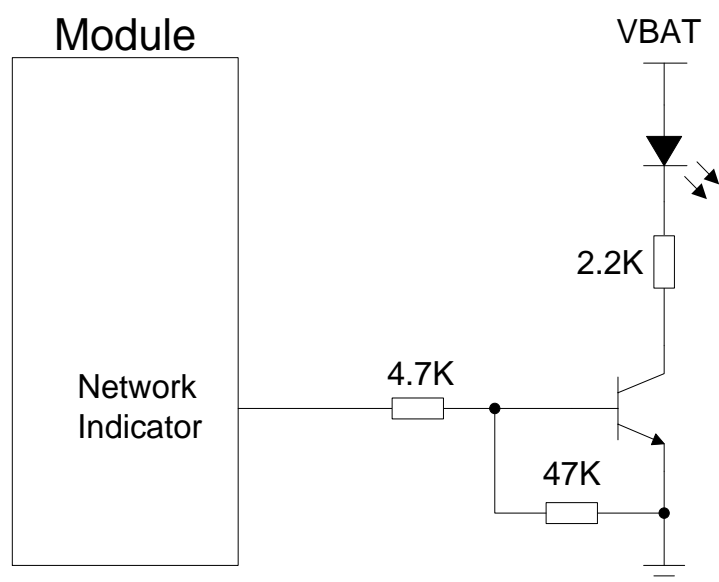 Module
VBAT
2.2K
4.7K
Network
Indicator
47K